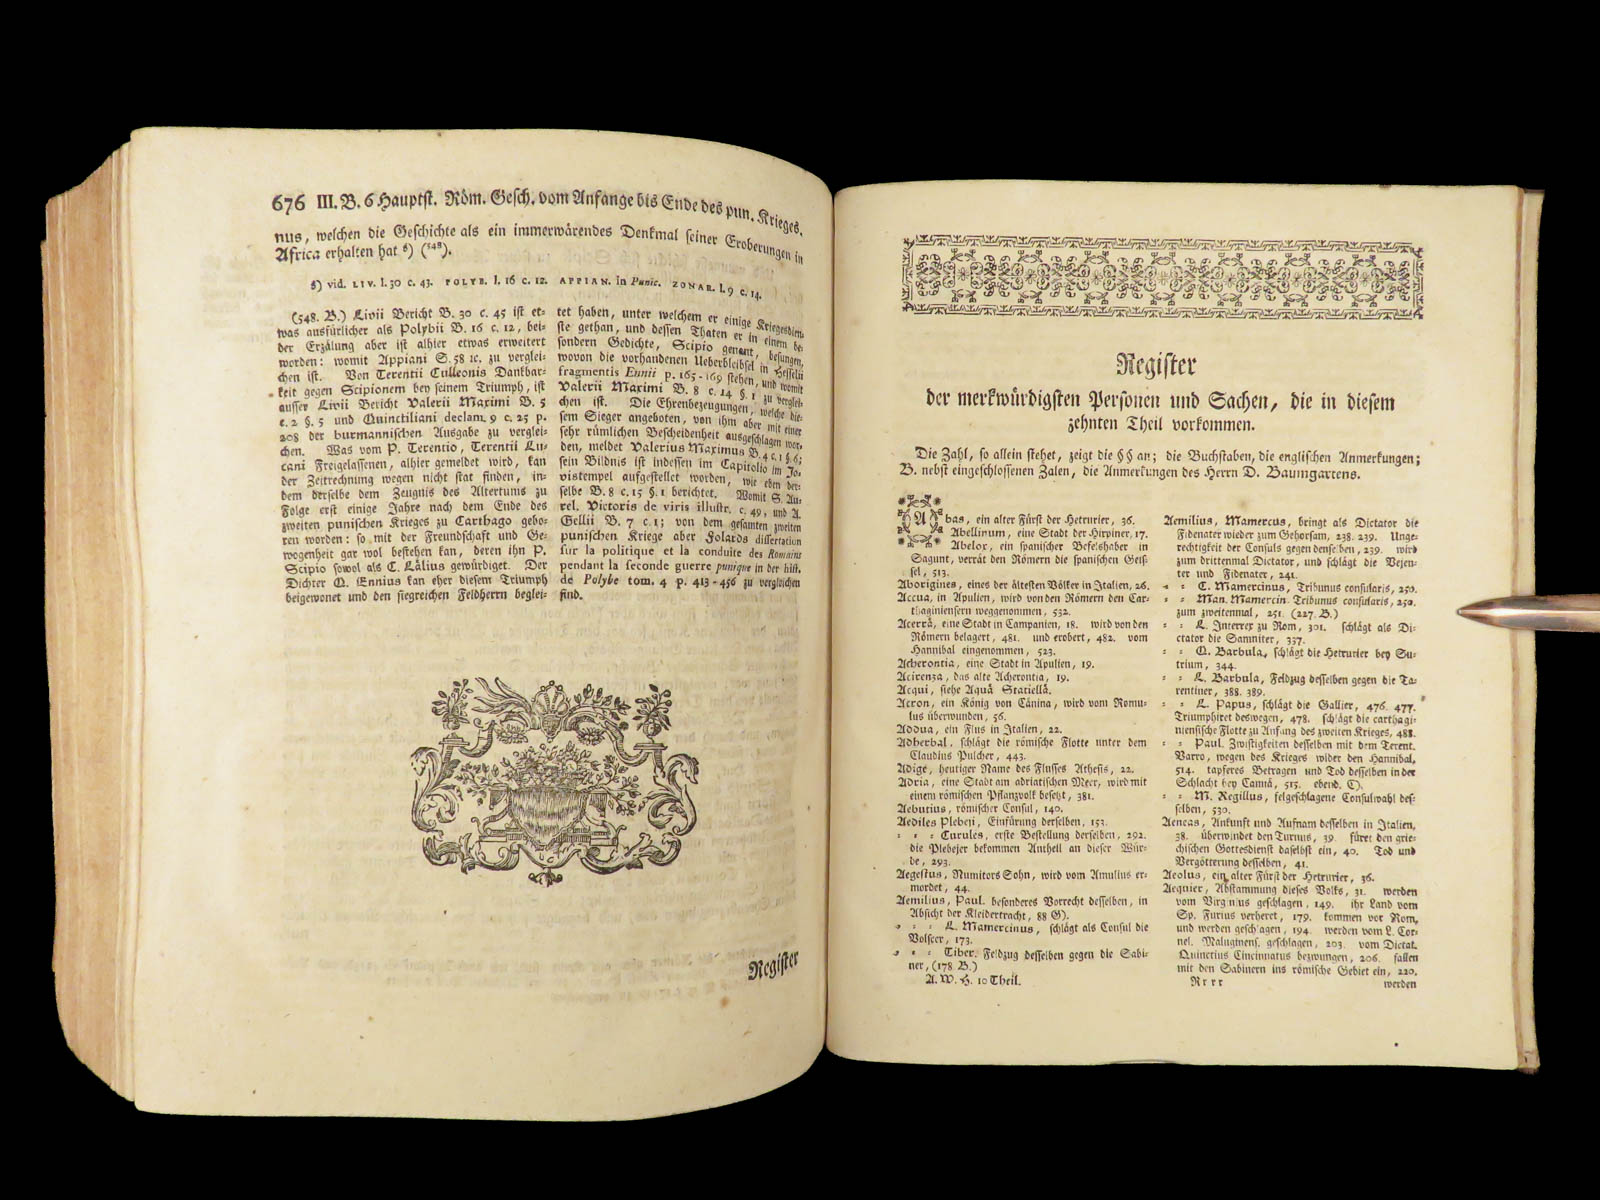 676 III. B. 6 Hauptst. Röm. Gesch. vom Anfange bis Ende des pun. Krieges.
nus, welchen die Geschichte als ein immerwärendes Denkmal seiner Eroberungen in
Africa erhalten hat ß) (548).
ß) vid. LIV. l. 30 c. 43. POLYB. l. 16 c. 12. APPIAN. in Punic. ZONAR. l. 9 c. 14.
(548. B.) Livii Bericht B. 30 c. 45 ist et-
was ausfürlicher als Polybii B. 16 c. 12, bei-
der Erzälung aber ist alhier etwas erweitert
worden: womit Appiani S. 58 ic. zu verglei-
chen ist. Von Terentii Culleonis Dankbar-
keit gegen Scipionem bey seinem Triumph, ist
ausser Livii Bericht Valerii Maximi B. 5
c. 2 §. 5 und Quinctiliani declam. 9 c. 25 p.
208 der burmannischen Ausgabe zu verglei-
chen. Was vom P. Terentio, Terentii Lu-
cani Freigelassenen, alhier gemeldet wird, kan
der Zeitrechnung wegen nicht stat finden, in-
dem derselbe dem Zeugnis des Altertums zu
Folge erst einige Jahre nach dem Ende des
zweiten punischen Krieges zu Carthago gebo-
ren worden: so mit der Freundschaft und Ge-
wogenheit gar wol bestehen kan, deren ihn P.
Scipio sowol als C. Lälius gewürdiget. Der
Dichter Q. Ennius kan eher diesem Triumph
beigewonet und den siegreichen Feldherrn beglei-
tet haben, unter welchem er einige Kriegesdien-
ste gethan, und dessen Thaten er in einem be-
sondern Gedichte, Scipio genant, besungen,
wovon die vorhandenen Ueberbleibsel in Hesselii
fragmentis Ennii p. 165-169 stehen, und womit
Valerii Maximi B. 8 c. 14 §. 1 zu verglei-
chen ist. Die Ehrenbezeugungen, welche die-
sem Sieger angeboten, von ihm aber mit einer
sehr rümlichen Bescheidenheit ausgeschlagen wor-
den, meldet Valerius Maximus B. 4 c. 1 §. 6;
sein Bildnis ist indessen im Capitolio im Jo-
vistempel aufgestellet worden, wie eben der-
selbe B. 8 c. 15 §. 1 berichtet. Womit S. Au-
rel. Victoris de viris illustr. c. 49, und A.
Gellii B. 7 c. 1; von dem gesamten zweiten
punischen Kriege aber Folards dissertation
sur la politique et la conduite des Romains
pendant la seconde guerre punique in der hist.
de Polybe tom. 4 p. 413-456 zu vergleichen
sind.
Register
Register
der merkwürdigsten Personen und Sachen, die in diesem
zehnten Theil vorkommen.
Die Zahl, so allein stehet, zeigt die §§ an; die Buchstaben, die englischen Anmerkungen;
B. nebst eingeschlossenen Zalen, die Anmerkungen des Herrn D. Baumgartens.
Abas, ein alter Fürst der Hetrurier, 36.
Abellinum, eine Stadt der Hirpiner, 17.
Abelox, ein spanischer Befelshaber in
Sagunt, verrät den Römern die spanischen Geis-
sel, 513.
Aborigines, eines der ältesten Völker in Italien, 26.
Accua, in Apulien, wird von den Römern den Car-
thaginiensern weggenommen, 532.
Acerrä, eine Stadt in Campanien, 18. wird von den
Römern belagert, 481. und erobert, 482. vom
Hannibal eingenommen, 523.
Acherontia, eine Stadt in Apulien, 19.
Acirenza, das alte Acherontia, 19.
Acqui, siehe Aquä Statiellä.
Acron, ein König von Cänina, wird vom Romu-
lus überwunden, 56.
Addua, ein Flus in Italien, 22.
Adherbal, schlägt die römische Flotte unter dem
Claudius Pulcher, 443.
Adige, heutiger Name des Flusses Athesis, 22.
Adria, eine Stadt am adriatischen Meer, wird mit
einem römischen Pflanzvolk besetzt, 381.
Aebutius, römischer Consul, 140.
Aediles Plebeji, Einfürung derselben, 153.
= = = Curules, erste Bestellung derselben, 292.
die Plebejer bekommen Antheil an dieser Wür-
de, 293.
Aegestus, Numitors Sohn, wird vom Amulius er-
mordet, 44.
Aemilius, Paul. besonderes Vorrecht desselben, in
Absicht der Kleidertracht, 88 G).
= = = L. Mamercinus, schlägt als Consul die
Volscer, 173.
= = = Tiber. Feldzug desselben gegen die Sabi-
ner, (178 B.)
A. W. H. 10 Theil.
Aemilius, Mamercus, bringt als Dictator die
Fidenater wieder zum Gehorsam, 238. 239. Unge-
rechtigkeit der Consuls gegen denselben, 239. wird
zum drittenmal Dictator, und schlägt die Vejen-
ter und Fidenater, 241.
= = C. Mamercinus, Tribunus consularis, 250.
= = Man. Mamercin. Tribunus consularis, 250.
zum zweitenmal, 251. (227. B.)
= = L. Interrex zu Rom, 301. schlägt als Di-
ctator die Samniter, 337.
= = Q. Barbula, schlägt die Hetrurier bey Su-
trium, 344.
= = L. Barbula, Feldzug desselben gegen die Ta-
rentiner, 388. 389.
= = L. Papus, schlägt die Gallier, 476. 477.
Triumphiret deswegen, 478. schlägt die carthagi-
niensische Flotte zu Anfang des zweiten Krieges, 488.
= = Paul. Zwistigkeiten desselben mit dem Terent.
Varro, wegen des Krieges wider den Hannibal,
514. tapferes Betragen und Tod desselben in der
Schlacht bey Cannä, 515. ebend. C).
= = M. Regillus, felgeschlagene Consulwahl des-
selben, 530.
Aeneas, Ankunft und Aufnam desselben in Italien,
38. überwindet den Turnus, 39. füret den grie-
chischen Gottesdienst daselbst ein, 40. Tod und
Vergötterung desselben, 41.
Aeolus, ein alter Fürst der Hetrurier, 36.
Aequier, Abstammung dieses Volks, 31. werden
vom Virginius geschlagen, 149. ihr Land vom
Sp. Furius verheret, 179. kommen vor Rom,
und werden geschlagen, 194. werden vom L. Cor-
nel. Maluginens. geschlagen, 203. vom Dictat.
Quinctius Cincinnatus bezwungen, 206. fallen
mit den Sabinern ins römische Gebiet ein, 220.
Rrrr werden